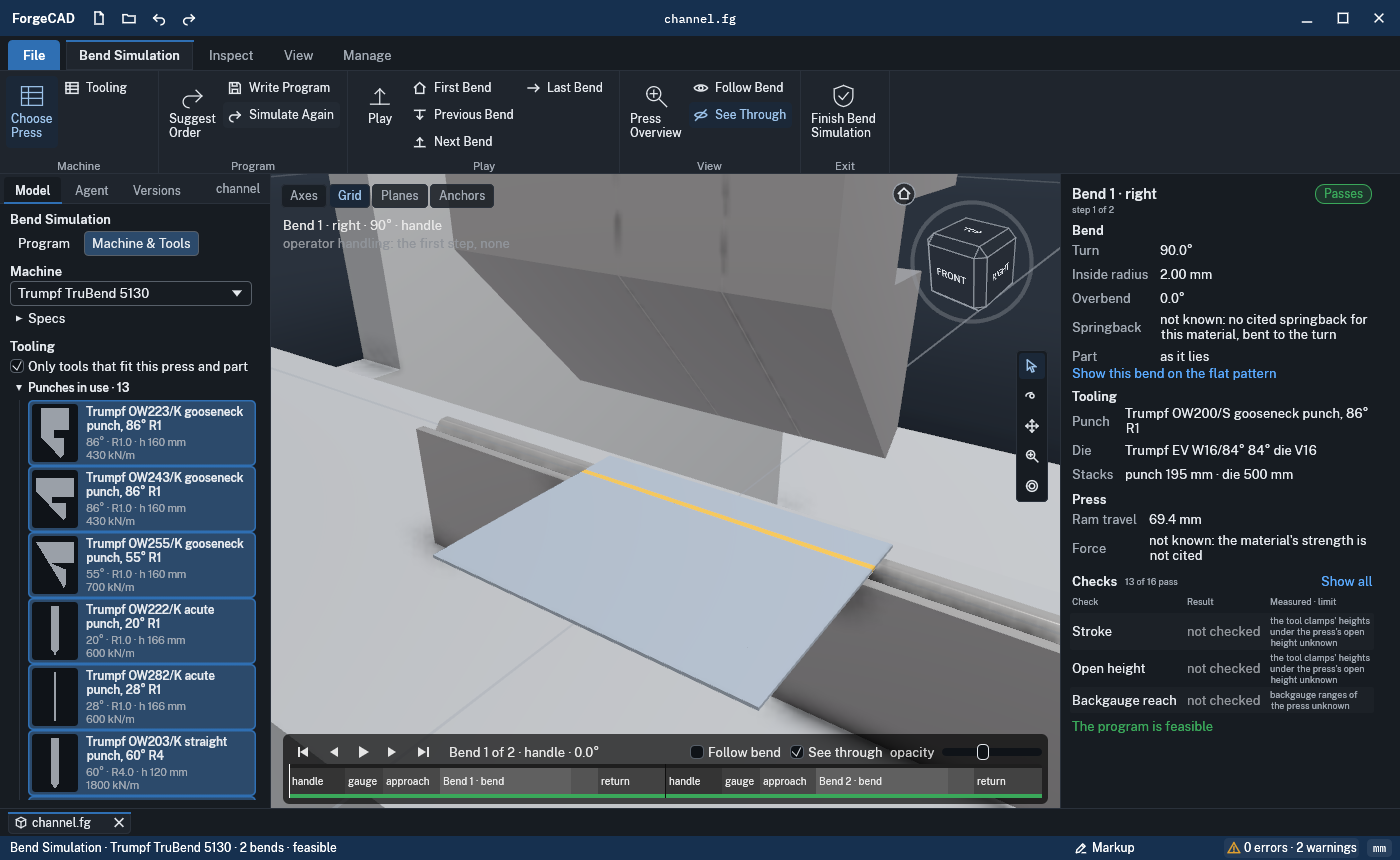 ForgeCAD
channel.fg
File
Bend Simulation
Inspect
View
Manage
Choose Press
Tooling
Machine
Suggest Order
Write Program
Simulate Again
Program
Play
First Bend
Last Bend
Previous Bend
Next Bend
Play
Press Overview
Follow Bend
See Through
View
Finish Bend Simulation
Exit
Model
Agent
Versions
channel
Bend Simulation
Program
Machine & Tools
Machine
Trumpf TruBend 5130
Specs
Tooling
Only tools that fit this press and part
Punches in use · 13
Trumpf OW223/K gooseneck
punch, 86° R1
86° · R1.0 · h 160 mm
430 kN/m
Trumpf OW243/K gooseneck
punch, 86° R1
86° · R1.0 · h 160 mm
430 kN/m
Trumpf OW255/K gooseneck
punch, 55° R1
55° · R1.0 · h 160 mm
700 kN/m
Trumpf OW222/K acute
punch, 20° R1
20° · R1.0 · h 166 mm
600 kN/m
Trumpf OW282/K acute
punch, 28° R1
28° · R1.0 · h 166 mm
600 kN/m
Trumpf OW203/K straight
punch, 60° R4
60° · R4.0 · h 120 mm
1800 kN/m
Axes
Grid
Planes
Anchors
Bend 1 · right · 90° · handle
operator handling: the first step, none
TOP
FRONT
RIGHT
Bend 1 of 2 · handle · 0.0°
Follow bend
See through
opacity
handle
gauge
approach
Bend 1 · bend
return
handle
gauge
approach
Bend 2 · bend
return
Bend 1 · right
Passes
step 1 of 2
Bend
Turn 90.0°
Inside radius 2.00 mm
Overbend 0.0°
Springback not known: no cited springback for
this material, bent to the turn
Part as it lies
Show this bend on the flat pattern
Tooling
Punch Trumpf OW200/S gooseneck punch, 86°
R1
Die Trumpf EV W16/84° 84° die V16
Stacks punch 195 mm · die 500 mm
Press
Ram travel 69.4 mm
Force not known: the material's strength is
not cited
Checks 13 of 16 pass
Show all
Check Result Measured · limit
Stroke not checked the tool clamps' heights
under the press's open
height unknown
Open height not checked the tool clamps' heights
under the press's open
height unknown
Backgauge reach not checked backgauge ranges of
the press unknown
The program is feasible
channel.fg
Bend Simulation · Trumpf TruBend 5130 · 2 bends · feasible
Markup
0 errors · 2 warnings
mm